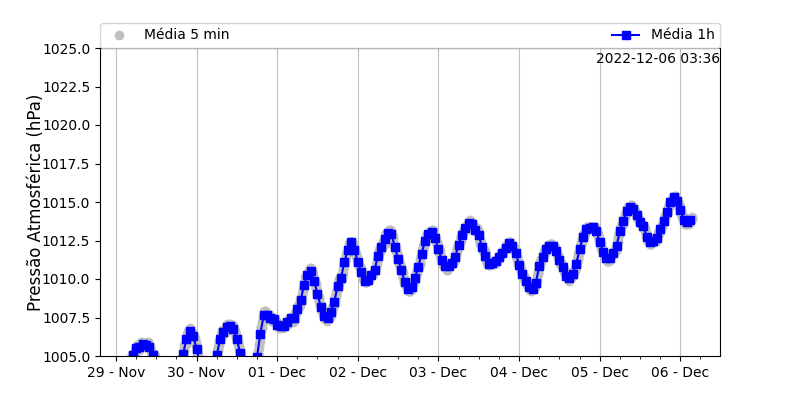 Média 5 min
Média 1h
2022-12-06 03:36
Pressão Atmosférica (hPa)
1025.0
1022.5
1020.0
1017.5
1015.0
1012.5
1010.0
1007.5
1005.0
29 - Nov
30 - Nov
01 - Dec
02 - Dec
03 - Dec
04 - Dec
05 - Dec
06 - Dec